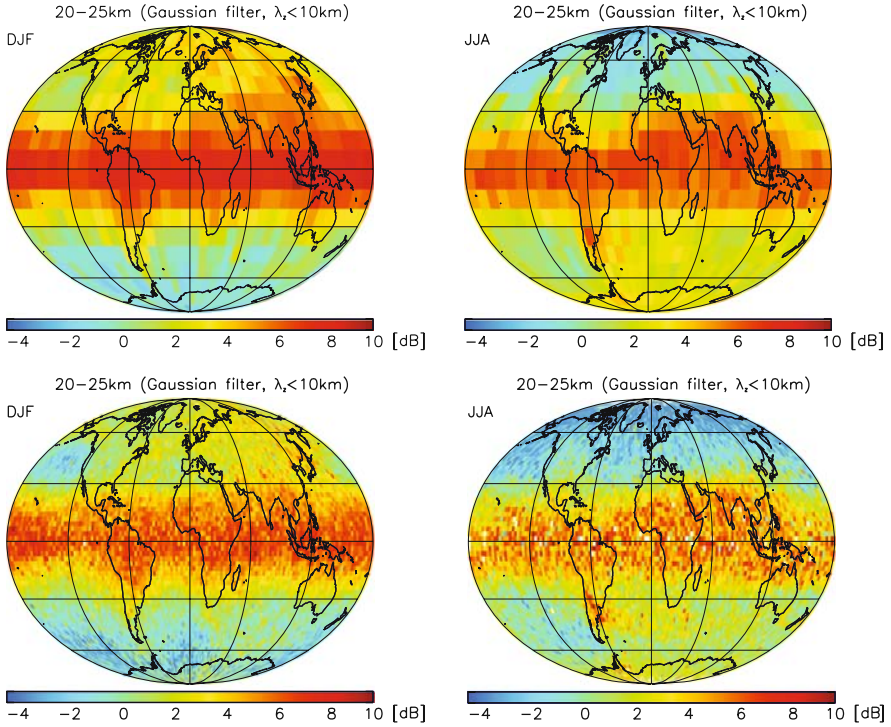 20−25km (Gaussian filter, λz<10km)
DJF
−4 −2 0 2 4 6 8 10 [dB]
20−25km (Gaussian filter, λz<10km)
JJA
−4 −2 0 2 4 6 8 10 [dB]
20−25km (Gaussian filter, λz<10km)
DJF
−4 −2 0 2 4 6 8 10 [dB]
20−25km (Gaussian filter, λz<10km)
JJA
−4 −2 0 2 4 6 8 10 [dB]